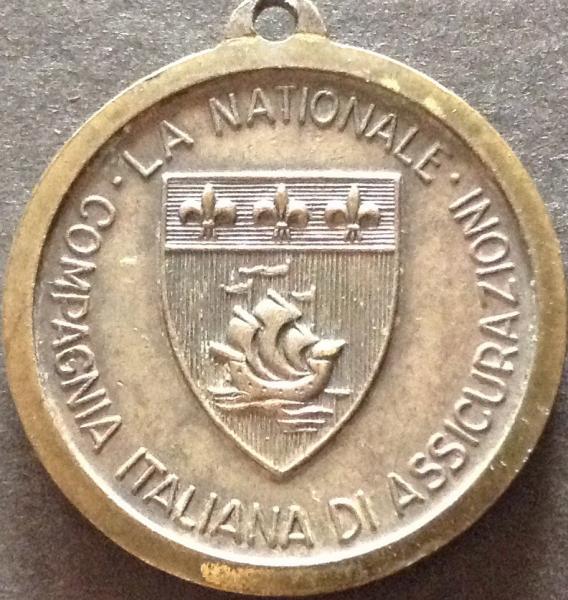 · LA NATIONALE ·
COMPAGNIA ITALIANA DI ASSICURAZIONI